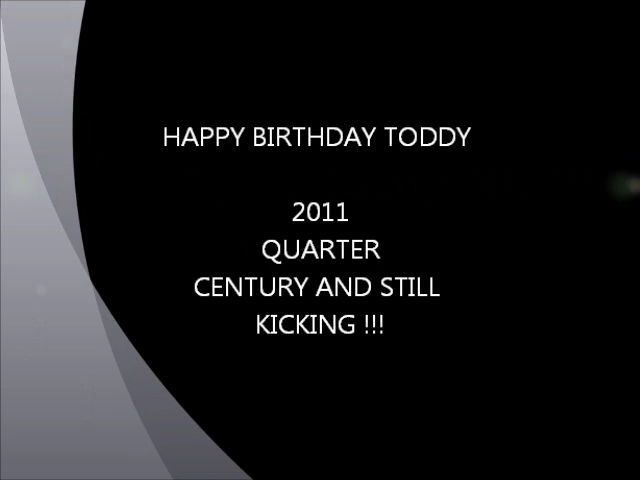 HAPPY BIRTHDAY TODDY
2011
QUARTER
CENTURY AND STILL
KICKING !!!